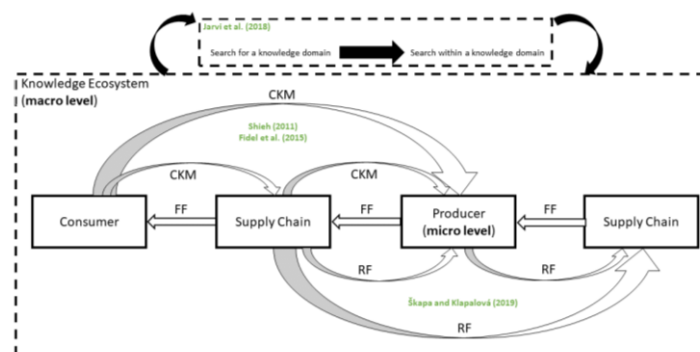 Jarvi et al. (2018)
Search for a knowledge domain
Search within a knowledge domain
Knowledge Ecosystem
(macro level)
CKM
Shieh (2011)
Fidel et al. (2015)
CKM
CKM
Consumer
FF
Supply Chain
FF
Producer
(micro level)
FF
Supply Chain
RF
RF
Škapa and Klapalová (2019)
RF